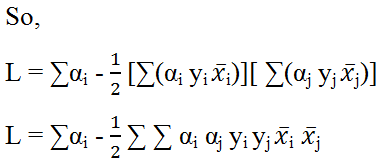 So,
L = ∑αi - 1/2 [∑(αi yi x̄i)][ ∑(αj yj x̄j)]
L = ∑αi - 1/2 ∑ ∑ αi αj yi yj x̄i x̄j